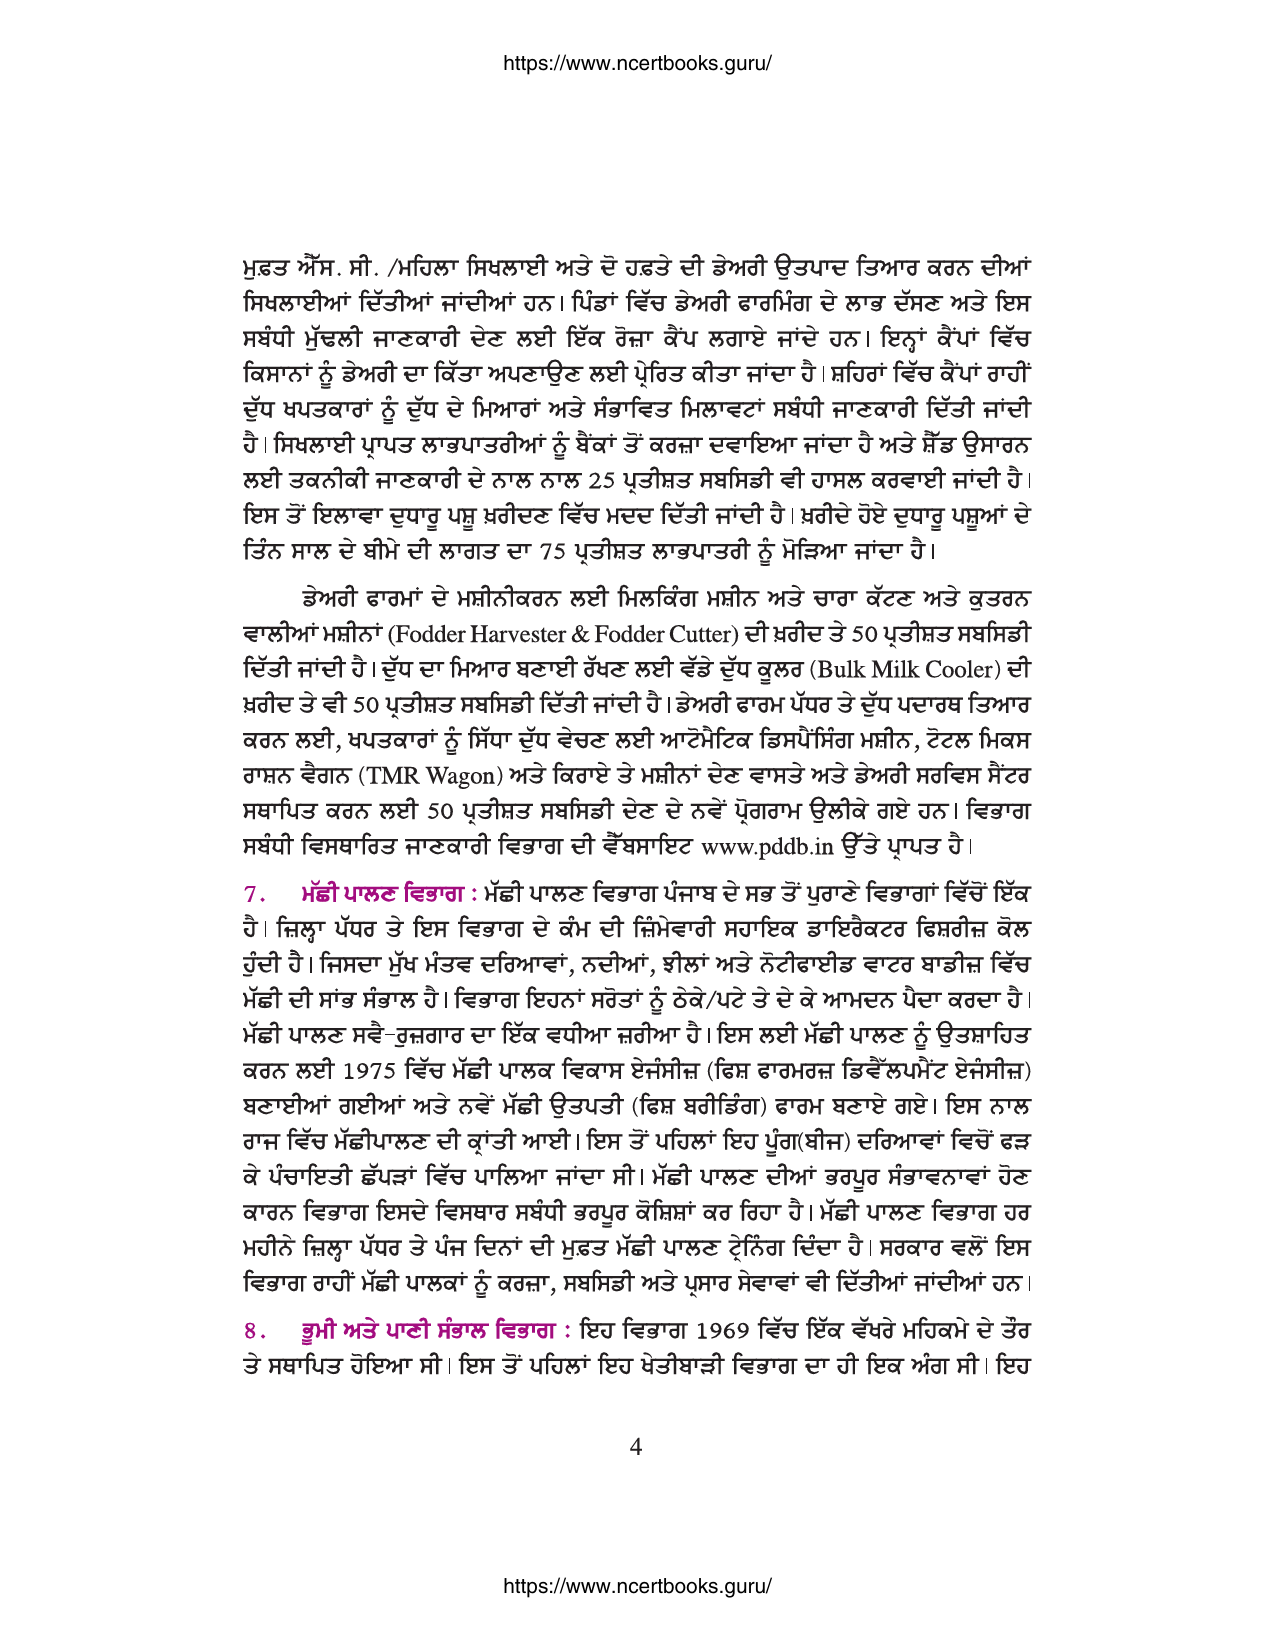 https://www.ncertbooks.guru/
ਮੁਫ਼ਤ ਐੱਸ. ਸੀ. /ਮਹਿਲਾ ਸਿਖਲਾਈ ਅਤੇ ਦੋ ਹਫ਼ਤੇ ਦੀ ਡੇਅਰੀ ਉਤਪਾਦ ਤਿਆਰ ਕਰਨ ਦੀਆਂ
ਸਿਖਲਾਈਆਂ ਦਿੱਤੀਆਂ ਜਾਂਦੀਆਂ ਹਨ। ਪਿੰਡਾਂ ਵਿੱਚ ਡੇਅਰੀ ਫਾਰਮਿੰਗ ਦੇ ਲਾਭ ਦੱਸਣ ਅਤੇ ਇਸ
ਸਬੰਧੀ ਮੁੱਢਲੀ ਜਾਣਕਾਰੀ ਦੇਣ ਲਈ ਇੱਕ ਰੋਜ਼ਾ ਕੈਂਪ ਲਗਾਏ ਜਾਂਦੇ ਹਨ। ਇਨ੍ਹਾਂ ਕੈਂਪਾਂ ਵਿੱਚ
ਕਿਸਾਨਾਂ ਨੂੰ ਡੇਅਰੀ ਦਾ ਕਿੱਤਾ ਅਪਣਾਉਣ ਲਈ ਪ੍ਰੇਰਿਤ ਕੀਤਾ ਜਾਂਦਾ ਹੈ। ਸ਼ਹਿਰਾਂ ਵਿੱਚ ਕੈਂਪਾਂ ਰਾਹੀਂ
ਦੁੱਧ ਖਪਤਕਾਰਾਂ ਨੂੰ ਦੁੱਧ ਦੇ ਮਿਆਰਾਂ ਅਤੇ ਸੰਭਾਵਿਤ ਮਿਲਾਵਟਾਂ ਸਬੰਧੀ ਜਾਣਕਾਰੀ ਦਿੱਤੀ ਜਾਂਦੀ
ਹੈ। ਸਿਖਲਾਈ ਪ੍ਰਾਪਤ ਲਾਭਪਾਤਰੀਆਂ ਨੂੰ ਬੈਂਕਾਂ ਤੋਂ ਕਰਜ਼ਾ ਦਵਾਇਆ ਜਾਂਦਾ ਹੈ ਅਤੇ ਸ਼ੈੱਡ ਉਸਾਰਨ
ਲਈ ਤਕਨੀਕੀ ਜਾਣਕਾਰੀ ਦੇ ਨਾਲ ਨਾਲ 25 ਪ੍ਰਤੀਸ਼ਤ ਸਬਸਿਡੀ ਵੀ ਹਾਸਲ ਕਰਵਾਈ ਜਾਂਦੀ ਹੈ।
ਇਸ ਤੋਂ ਇਲਾਵਾ ਦੁਧਾਰੂ ਪਸ਼ੂ ਖ਼ਰੀਦਣ ਵਿੱਚ ਮਦਦ ਦਿੱਤੀ ਜਾਂਦੀ ਹੈ। ਖ਼ਰੀਦੇ ਹੋਏ ਦੁਧਾਰੂ ਪਸ਼ੂਆਂ ਦੇ
ਤਿੰਨ ਸਾਲ ਦੇ ਬੀਮੇ ਦੀ ਲਾਗਤ ਦਾ 75 ਪ੍ਰਤੀਸ਼ਤ ਲਾਭਪਾਤਰੀ ਨੂੰ ਮੋੜਿਆ ਜਾਂਦਾ ਹੈ।
ਡੇਅਰੀ ਫਾਰਮਾਂ ਦੇ ਮਸ਼ੀਨੀਕਰਨ ਲਈ ਮਿਲਕਿੰਗ ਮਸ਼ੀਨ ਅਤੇ ਚਾਰਾ ਕੱਟਣ ਅਤੇ ਕੁਤਰਨ
ਵਾਲੀਆਂ ਮਸ਼ੀਨਾਂ (Fodder Harvester & Fodder Cutter) ਦੀ ਖ਼ਰੀਦ ਤੇ 50 ਪ੍ਰਤੀਸ਼ਤ ਸਬਸਿਡੀ
ਦਿੱਤੀ ਜਾਂਦੀ ਹੈ। ਦੁੱਧ ਦਾ ਮਿਆਰ ਬਣਾਈ ਰੱਖਣ ਲਈ ਵੱਡੇ ਦੁੱਧ ਕੂਲਰ (Bulk Milk Cooler) ਦੀ
ਖ਼ਰੀਦ ਤੇ ਵੀ 50 ਪ੍ਰਤੀਸ਼ਤ ਸਬਸਿਡੀ ਦਿੱਤੀ ਜਾਂਦੀ ਹੈ। ਡੇਅਰੀ ਫਾਰਮ ਪੱਧਰ ਤੇ ਦੁੱਧ ਪਦਾਰਥ ਤਿਆਰ
ਕਰਨ ਲਈ, ਖਪਤਕਾਰਾਂ ਨੂੰ ਸਿੱਧਾ ਦੁੱਧ ਵੇਚਣ ਲਈ ਆਟੋਮੈਟਿਕ ਡਿਸਪੈਂਸਿੰਗ ਮਸ਼ੀਨ, ਟੋਟਲ ਮਿਕਸ
ਰਾਸ਼ਨ ਵੈਗਨ (TMR Wagon) ਅਤੇ ਕਿਰਾਏ ਤੇ ਮਸ਼ੀਨਾਂ ਦੇਣ ਵਾਸਤੇ ਅਤੇ ਡੇਅਰੀ ਸਰਵਿਸ ਸੈਂਟਰ
ਸਥਾਪਿਤ ਕਰਨ ਲਈ 50 ਪ੍ਰਤੀਸ਼ਤ ਸਬਸਿਡੀ ਦੇਣ ਦੇ ਨਵੇਂ ਪ੍ਰੋਗਰਾਮ ਉਲੀਕੇ ਗਏ ਹਨ। ਵਿਭਾਗ
ਸਬੰਧੀ ਵਿਸਥਾਰਿਤ ਜਾਣਕਾਰੀ ਵਿਭਾਗ ਦੀ ਵੈੱਬਸਾਇਟ www.pddb.in ਉੱਤੇ ਪ੍ਰਾਪਤ ਹੈ।
7. ਮੱਛੀ ਪਾਲਣ ਵਿਭਾਗ : ਮੱਛੀ ਪਾਲਣ ਵਿਭਾਗ ਪੰਜਾਬ ਦੇ ਸਭ ਤੋਂ ਪੁਰਾਣੇ ਵਿਭਾਗਾਂ ਵਿੱਚੋਂ ਇੱਕ
ਹੈ। ਜ਼ਿਲ੍ਹਾ ਪੱਧਰ ਤੇ ਇਸ ਵਿਭਾਗ ਦੇ ਕੰਮ ਦੀ ਜ਼ਿੰਮੇਵਾਰੀ ਸਹਾਇਕ ਡਾਇਰੈਕਟਰ ਫਿਸ਼ਰੀਜ਼ ਕੋਲ
ਹੁੰਦੀ ਹੈ। ਜਿਸਦਾ ਮੁੱਖ ਮੰਤਵ ਦਰਿਆਵਾਂ, ਨਦੀਆਂ, ਝੀਲਾਂ ਅਤੇ ਨੋਟੀਫਾਈਡ ਵਾਟਰ ਬਾਡੀਜ਼ ਵਿੱਚ
ਮੱਛੀ ਦੀ ਸਾਂਭ ਸੰਭਾਲ ਹੈ। ਵਿਭਾਗ ਇਹਨਾਂ ਸਰੋਤਾਂ ਨੂੰ ਠੇਕੇ/ਪਟੇ ਤੇ ਦੇ ਕੇ ਆਮਦਨ ਪੈਦਾ ਕਰਦਾ ਹੈ।
ਮੱਛੀ ਪਾਲਣ ਸਵੈ-ਰੁਜ਼ਗਾਰ ਦਾ ਇੱਕ ਵਧੀਆ ਜ਼ਰੀਆ ਹੈ। ਇਸ ਲਈ ਮੱਛੀ ਪਾਲਣ ਨੂੰ ਉਤਸ਼ਾਹਿਤ
ਕਰਨ ਲਈ 1975 ਵਿੱਚ ਮੱਛੀ ਪਾਲਕ ਵਿਕਾਸ ਏਜੰਸੀਜ਼ (ਫਿਸ਼ ਫਾਰਮਰਜ਼ ਡਿਵੈੱਲਪਮੈਂਟ ਏਜੰਸੀਜ਼)
ਬਣਾਈਆਂ ਗਈਆਂ ਅਤੇ ਨਵੇਂ ਮੱਛੀ ਉਤਪਤੀ (ਫਿਸ਼ ਬਰੀਡਿੰਗ) ਫਾਰਮ ਬਣਾਏ ਗਏ। ਇਸ ਨਾਲ
ਰਾਜ ਵਿੱਚ ਮੱਛੀਪਾਲਣ ਦੀ ਕ੍ਰਾਂਤੀ ਆਈ। ਇਸ ਤੋਂ ਪਹਿਲਾਂ ਇਹ ਪੂੰਗ(ਬੀਜ) ਦਰਿਆਵਾਂ ਵਿਚੋਂ ਫੜ
ਕੇ ਪੰਚਾਇਤੀ ਛੱਪੜਾਂ ਵਿੱਚ ਪਾਲਿਆ ਜਾਂਦਾ ਸੀ। ਮੱਛੀ ਪਾਲਣ ਦੀਆਂ ਭਰਪੂਰ ਸੰਭਾਵਨਾਵਾਂ ਹੋਣ
ਕਾਰਨ ਵਿਭਾਗ ਇਸਦੇ ਵਿਸਥਾਰ ਸਬੰਧੀ ਭਰਪੂਰ ਕੋਸ਼ਿਸ਼ਾਂ ਕਰ ਰਿਹਾ ਹੈ। ਮੱਛੀ ਪਾਲਣ ਵਿਭਾਗ ਹਰ
ਮਹੀਨੇ ਜ਼ਿਲ੍ਹਾ ਪੱਧਰ ਤੇ ਪੰਜ ਦਿਨਾਂ ਦੀ ਮੁਫ਼ਤ ਮੱਛੀ ਪਾਲਣ ਟ੍ਰੇਨਿੰਗ ਦਿੰਦਾ ਹੈ। ਸਰਕਾਰ ਵਲੋਂ ਇਸ
ਵਿਭਾਗ ਰਾਹੀਂ ਮੱਛੀ ਪਾਲਕਾਂ ਨੂੰ ਕਰਜ਼ਾ, ਸਬਸਿਡੀ ਅਤੇ ਪ੍ਰਸਾਰ ਸੇਵਾਵਾਂ ਵੀ ਦਿੱਤੀਆਂ ਜਾਂਦੀਆਂ ਹਨ।
8. ਭੂਮੀ ਅਤੇ ਪਾਣੀ ਸੰਭਾਲ ਵਿਭਾਗ : ਇਹ ਵਿਭਾਗ 1969 ਵਿੱਚ ਇੱਕ ਵੱਖਰੇ ਮਹਿਕਮੇ ਦੇ ਤੌਰ
ਤੇ ਸਥਾਪਿਤ ਹੋਇਆ ਸੀ। ਇਸ ਤੋਂ ਪਹਿਲਾਂ ਇਹ ਖੇਤੀਬਾੜੀ ਵਿਭਾਗ ਦਾ ਹੀ ਇਕ ਅੰਗ ਸੀ। ਇਹ
4
https://www.ncertbooks.guru/